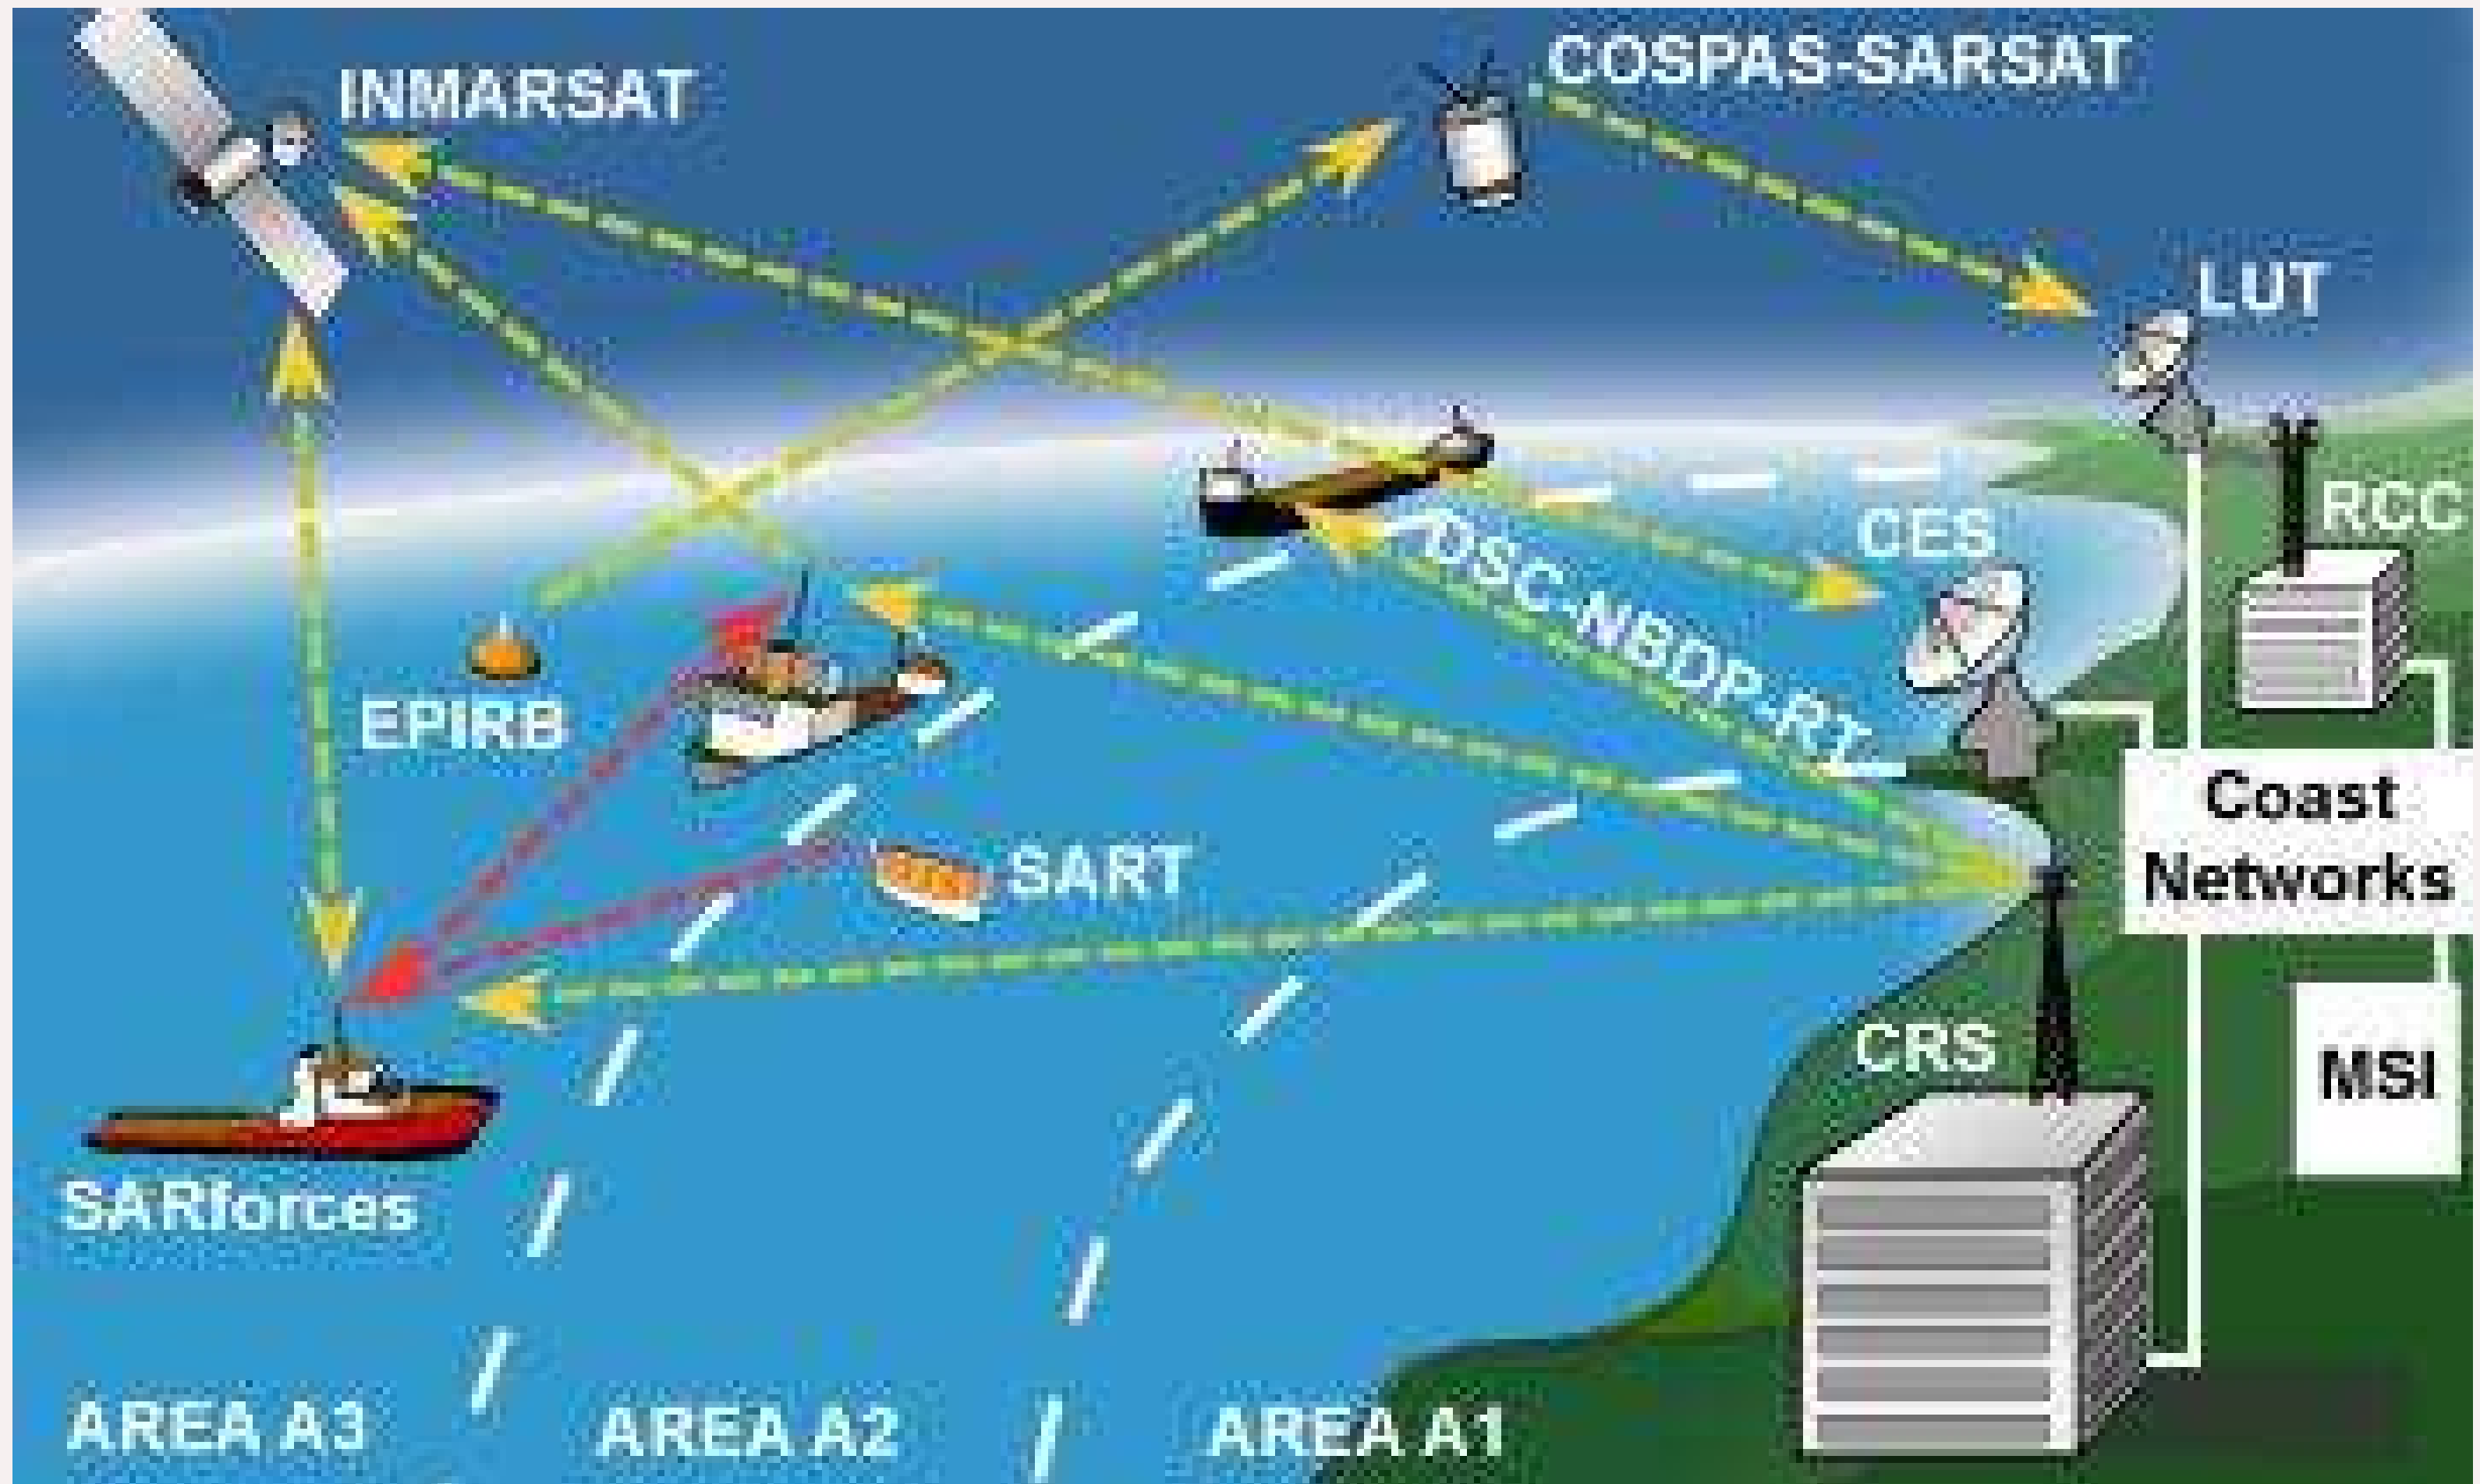 COSPAS-SARSAT
INMARSAT
LUT
RCC
CES
DSC-NBDP-RT
EPIRB
Coast
Networks
SART
CRS
MSI
SARforces
AREA A3
AREA A2
AREA A1